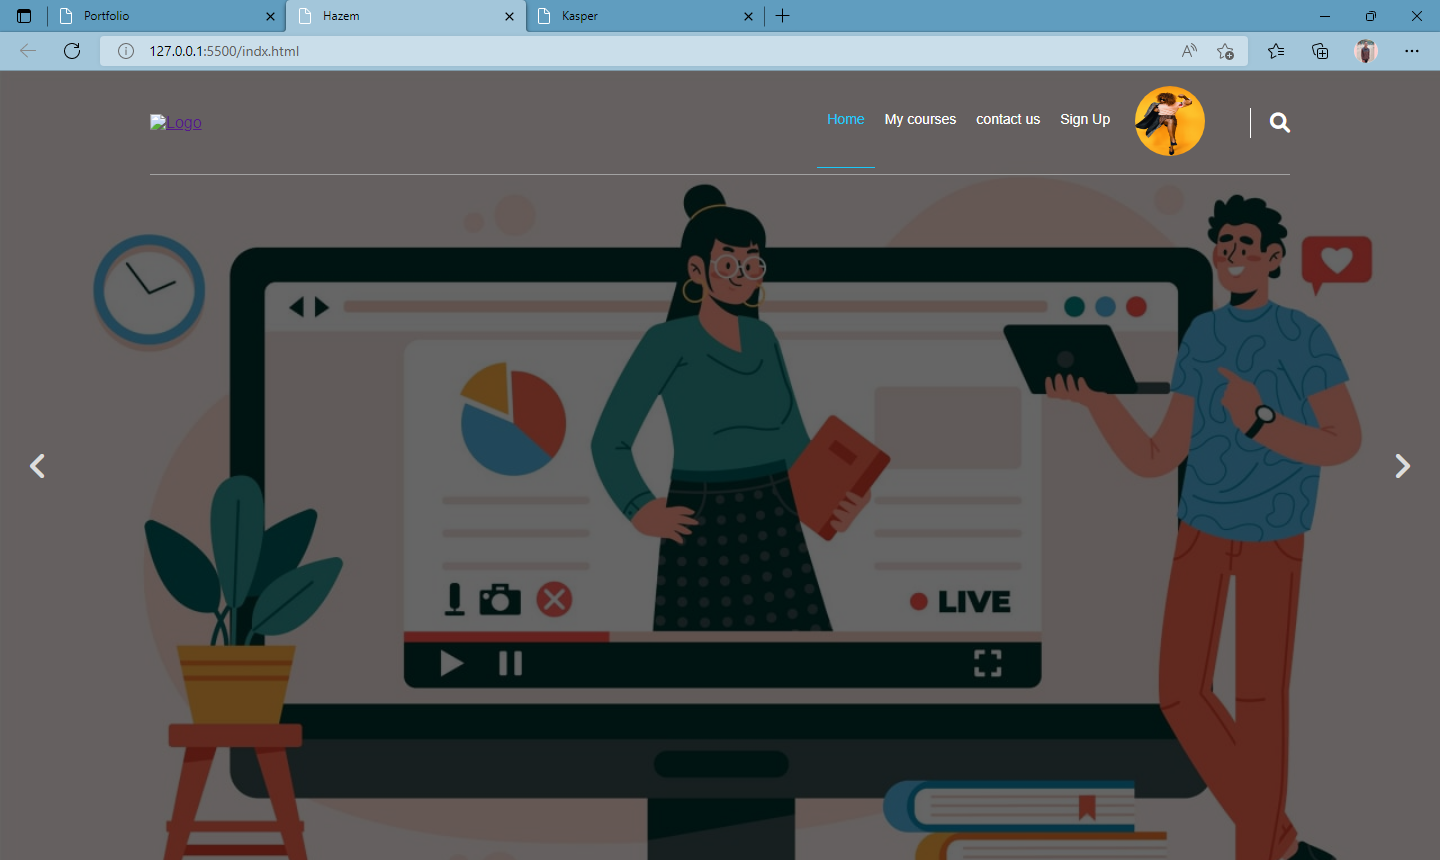 Portfolio
Hazem
Kasper
127.0.0.1:5500/indx.html
Logo
Home
My courses
contact us
Sign Up
LIVE